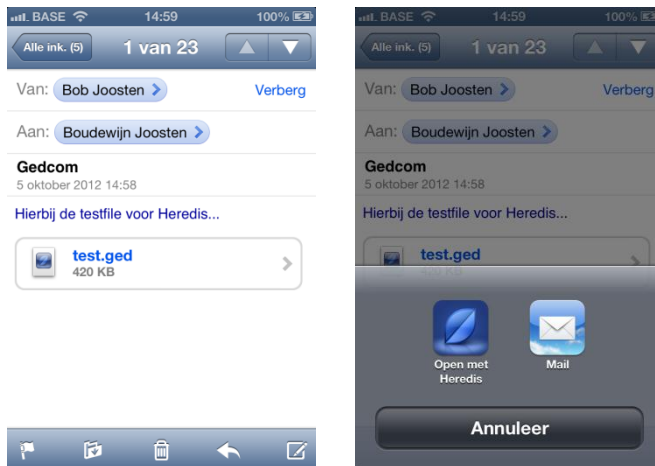 BASE 14:59 100%
Alle ink. (5) 1 van 23
Van: Bob Joosten Verberg
Aan: Boudewijn Joosten
Gedcom
5 oktober 2012 14:58
Hierbij de testfile voor Heredis...
test.ged
420 KB
BASE 14:59 100%
Alle ink. (5) 1 van 23
Van: Bob Joosten Verberg
Aan: Boudewijn Joosten
Gedcom
5 oktober 2012 14:58
Hierbij de testfile voor Heredis...
test.ged
420 KB
Open met Mail
Heredis
Annuleer